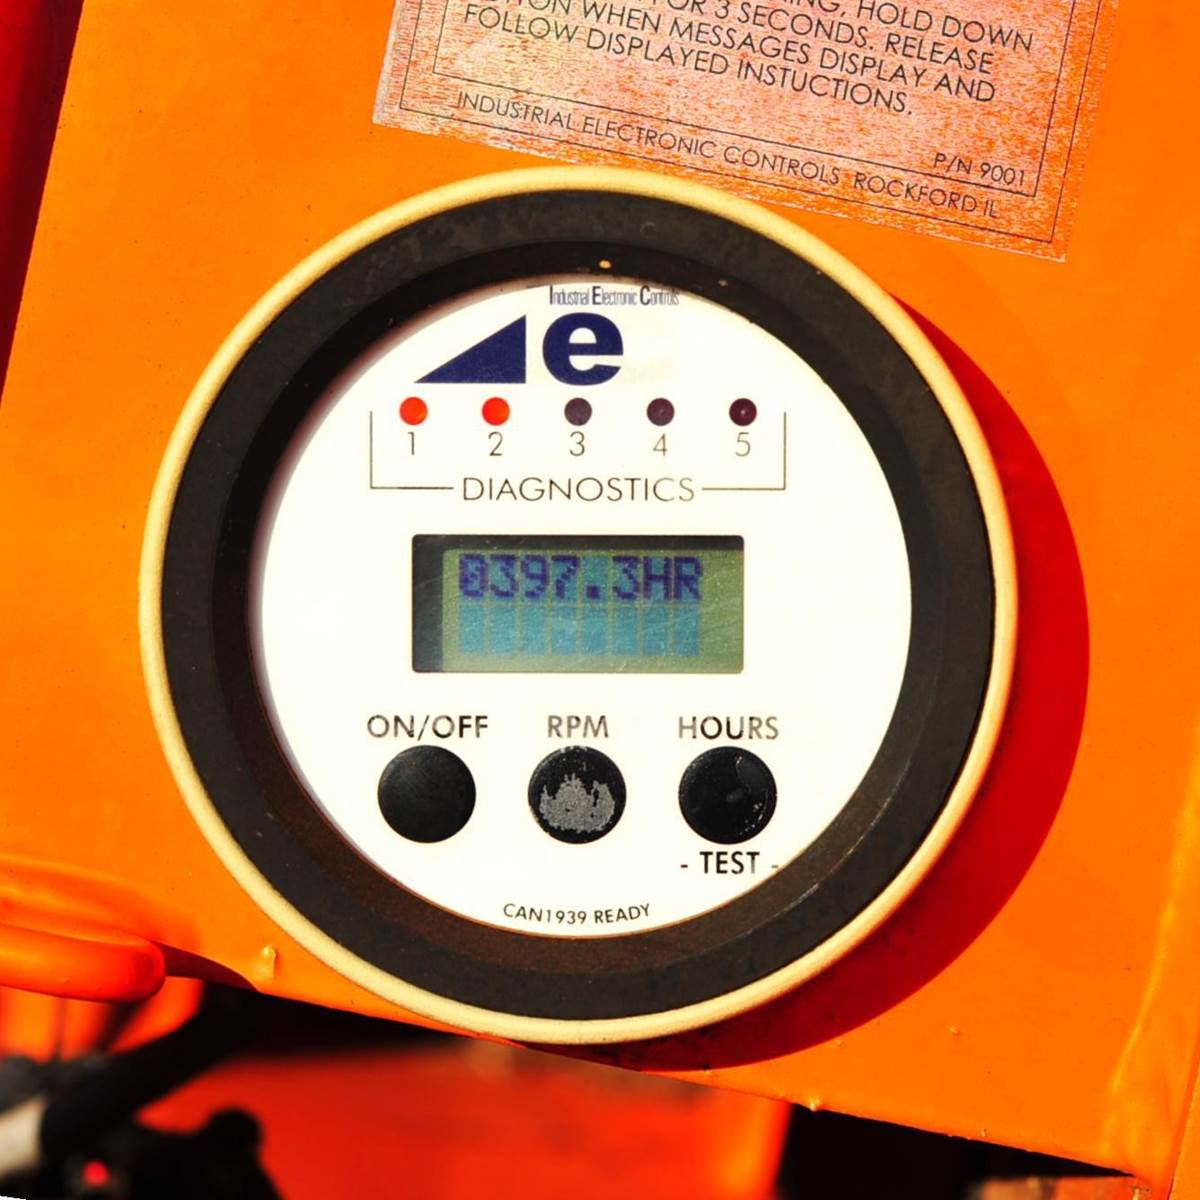 HOLD DOWN
FOR 3 SECONDS. RELEASE
WHEN MESSAGES DISPLAY AND
FOLLOW DISPLAYED INSTUCTIONS.
P/N 9001
INDUSTRIAL ELECTRONIC CONTROLS ROCKFORD IL
Industrial Electronic Controls
e
1 2 3 4 5
DIAGNOSTICS
0397.3HR
ON/OFF RPM HOURS
- TEST -
CAN1939 READY